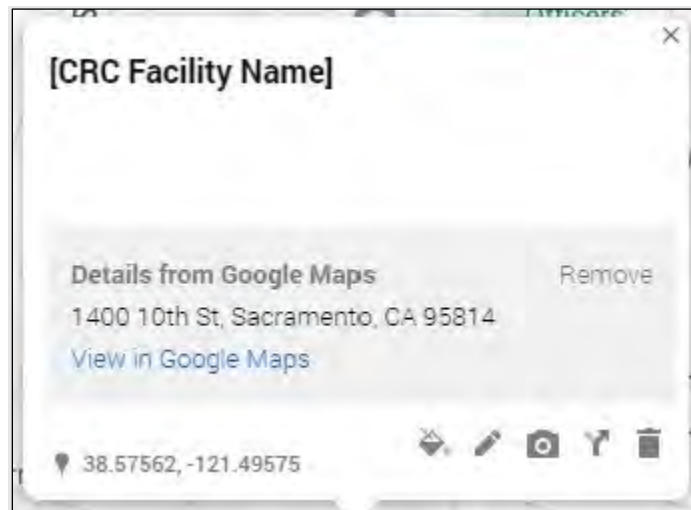 Officers
[CRC Facility Name]
Details from Google Maps
Remove
1400 10th St, Sacramento, CA 95814
View in Google Maps
38.57562, -121.49575